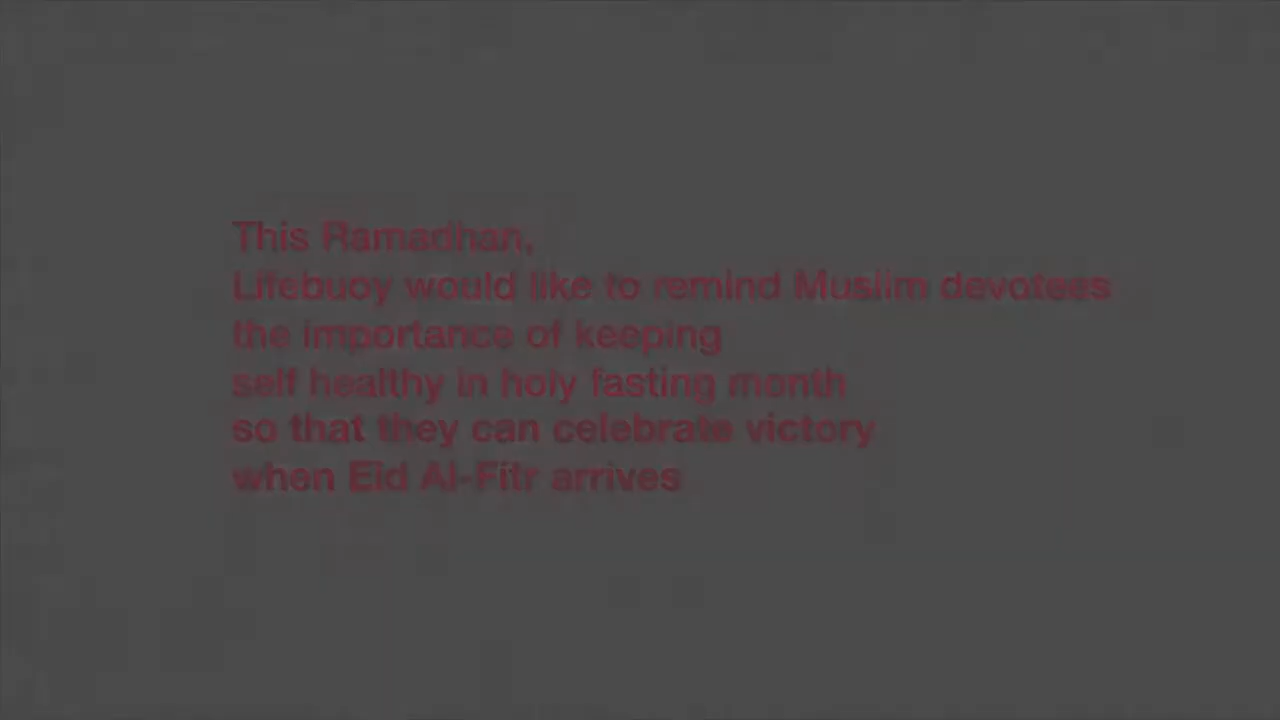 This Ramadhan,
Lifebuoy would like to remind Muslim devotees
the importance of keeping
self healthy in holy fasting month
so that they can celebrate victory
when Eid Al-Fitr arrives